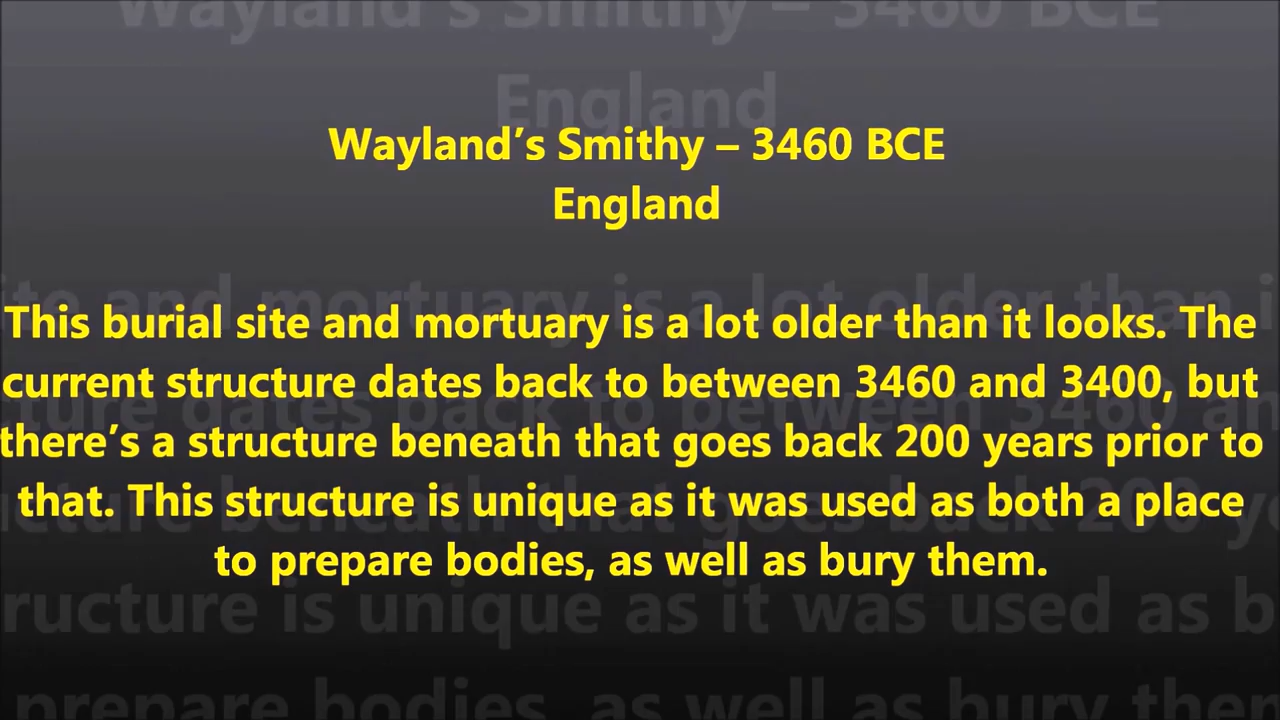 Wayland’s Smithy – 3460 BCE
England
This burial site and mortuary is a lot older than it looks. The
current structure dates back to between 3460 and 3400, but
there’s a structure beneath that goes back 200 years prior to
that. This structure is unique as it was used as both a place
to prepare bodies, as well as bury them.